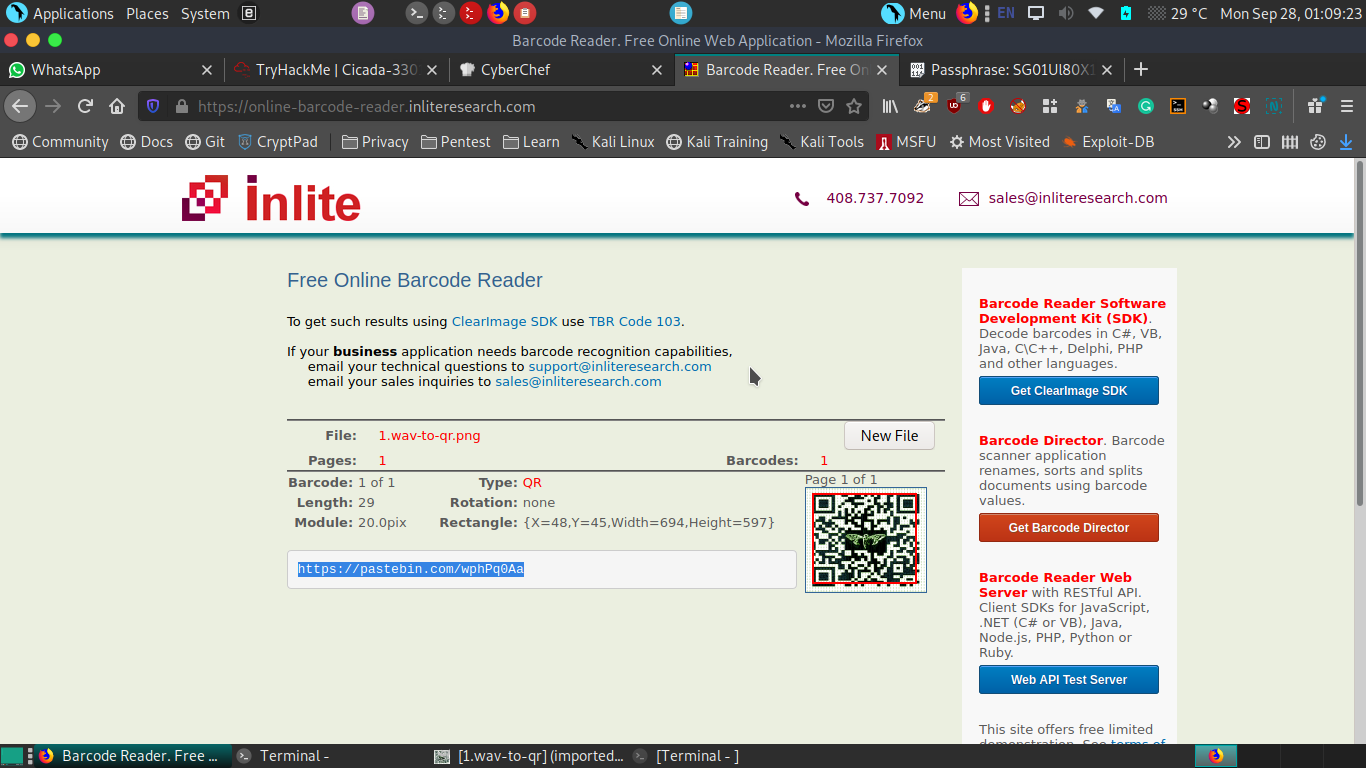 Applications Places System Menu EN 29 °C Mon Sep 28, 01:09:23
Barcode Reader. Free Online Web Application - Mozilla Firefox
WhatsApp TryHackMe | Cicada-330 CyberChef Barcode Reader. Free On Passphrase: SG01Ul80X1
https://online-barcode-reader.inliteresearch.com 2 6
Community Docs Git CryptPad Privacy Pentest Learn Kali Linux Kali Training Kali Tools MSFU Most Visited Exploit-DB
inlite
408.737.7092 sales@inliteresearch.com
Free Online Barcode Reader
To get such results using ClearImage SDK use TBR Code 103.
If your business application needs barcode recognition capabilities,
email your technical questions to support@inliteresearch.com
email your sales inquiries to sales@inliteresearch.com
File: 1.wav-to-qr.png New File
Pages: 1 Barcodes: 1
Barcode: 1 of 1 Type: QR Page 1 of 1
Length: 29 Rotation: none
Module: 20.0pix Rectangle: {X=48,Y=45,Width=694,Height=597}
https://pastebin.com/wphPq0Aa
Barcode Reader Software
Development Kit (SDK).
Decode barcodes in C#, VB,
Java, C\C++, Delphi, PHP
and other languages.
Get ClearImage SDK
Barcode Director. Barcode
scanner application
renames, sorts and splits
documents using barcode
values.
Get Barcode Director
Barcode Reader Web
Server with RESTful API.
Client SDKs for JavaScript,
.NET (C# or VB), Java,
Node.js, PHP, Python or
Ruby.
Web API Test Server
This site offers free limited
demonstration. See terms of
Barcode Reader. Free ... Terminal - [1.wav-to-qr] (imported... [Terminal - ]